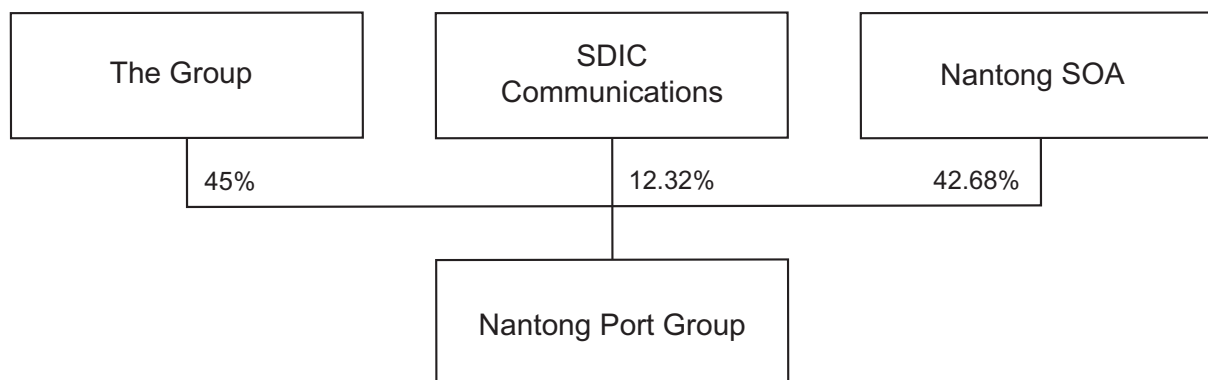 The Group
SDIC
Communications
Nantong SOA
45%
12.32%
42.68%
Nantong Port Group